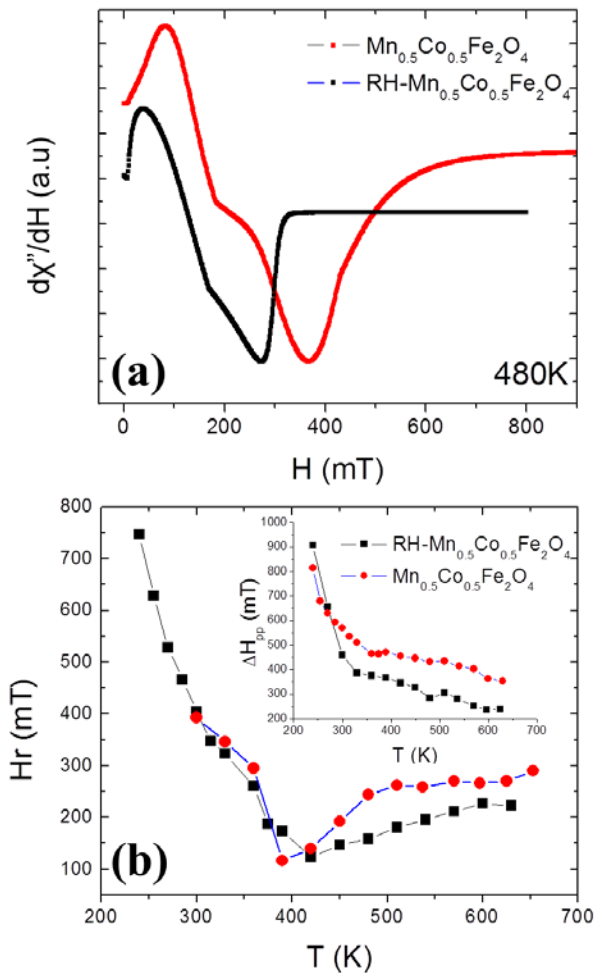 Mn₀.₅Co₀.₅Fe₂O₄
RH-Mn₀.₅Co₀.₅Fe₂O₄
dχ"/dH (a.u)
(a)
480K
0 200 400 600 800
H (mT)
800
700
600
500
400
300
200
100
Hr (mT)
1000
900
800
700
600
500
400
300
200
ΔHpp (mT)
RH-Mn₀.₅Co₀.₅Fe₂O₄
Mn₀.₅Co₀.₅Fe₂O₄
200 300 400 500 600 700
T (K)
(b)
200 300 400 500 600 700
T (K)